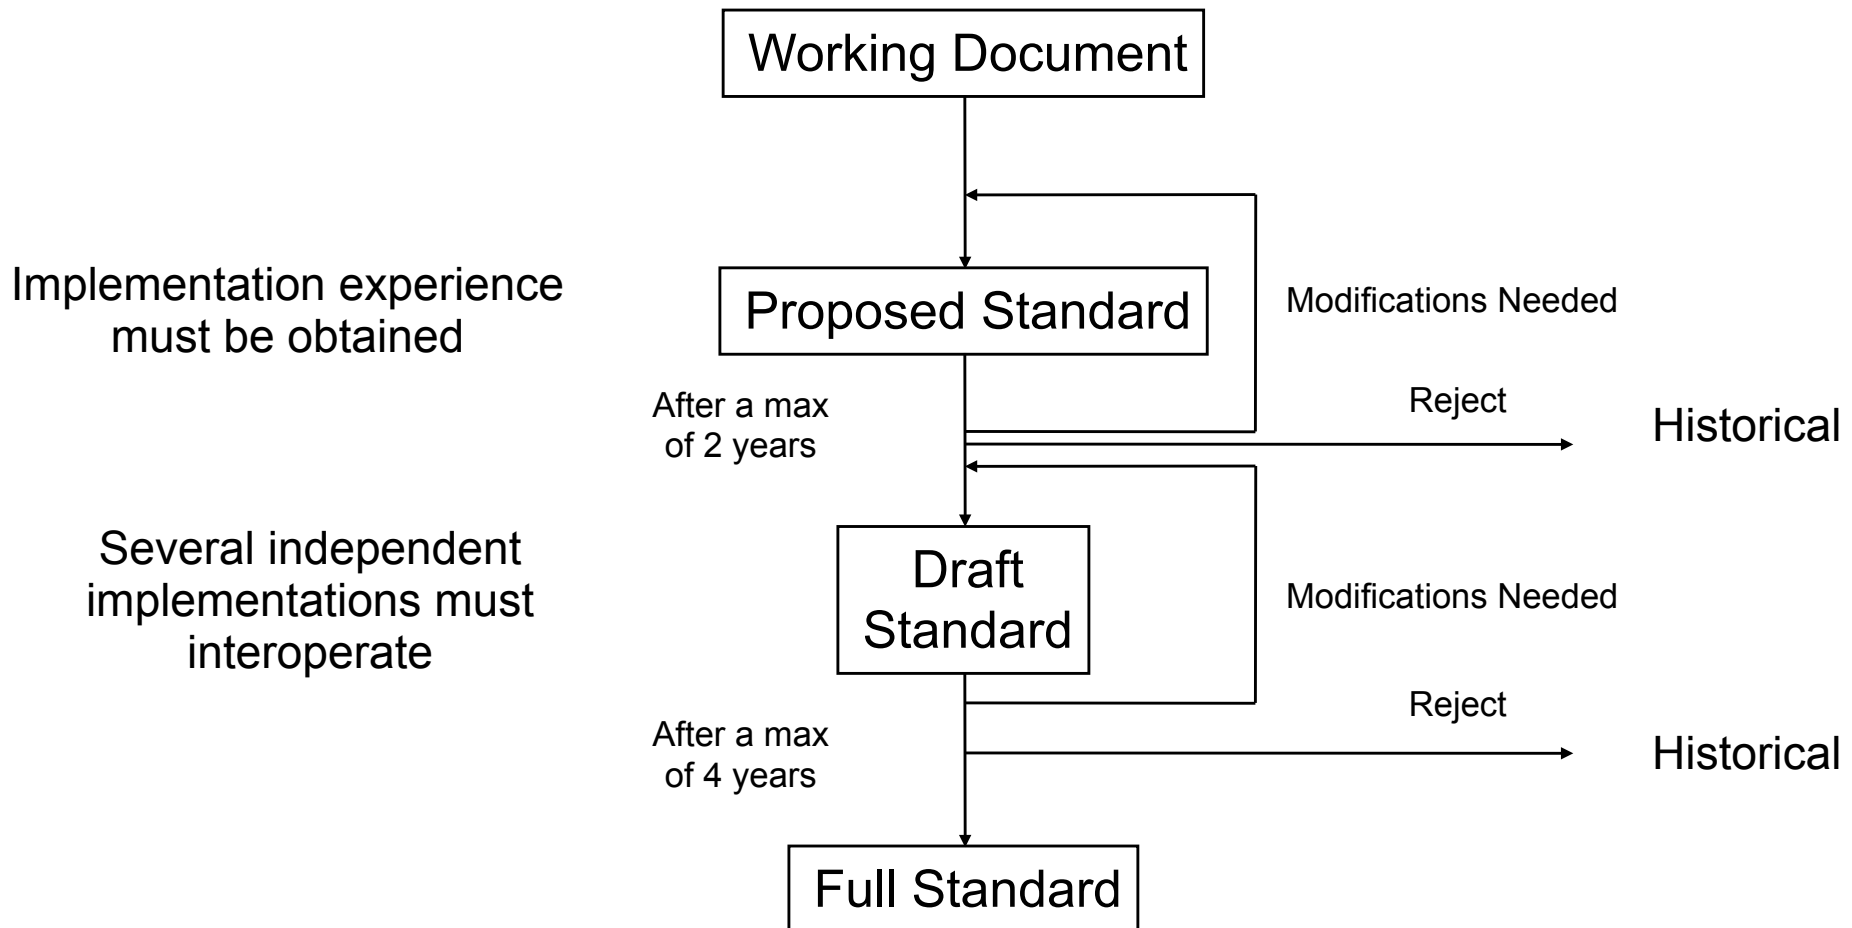 Working Document
Implementation experience
must be obtained
Proposed Standard
Modifications Needed
After a max
of 2 years
Reject
Historical
Several independent
implementations must
interoperate
Draft
Standard
Modifications Needed
After a max
of 4 years
Reject
Historical
Full Standard